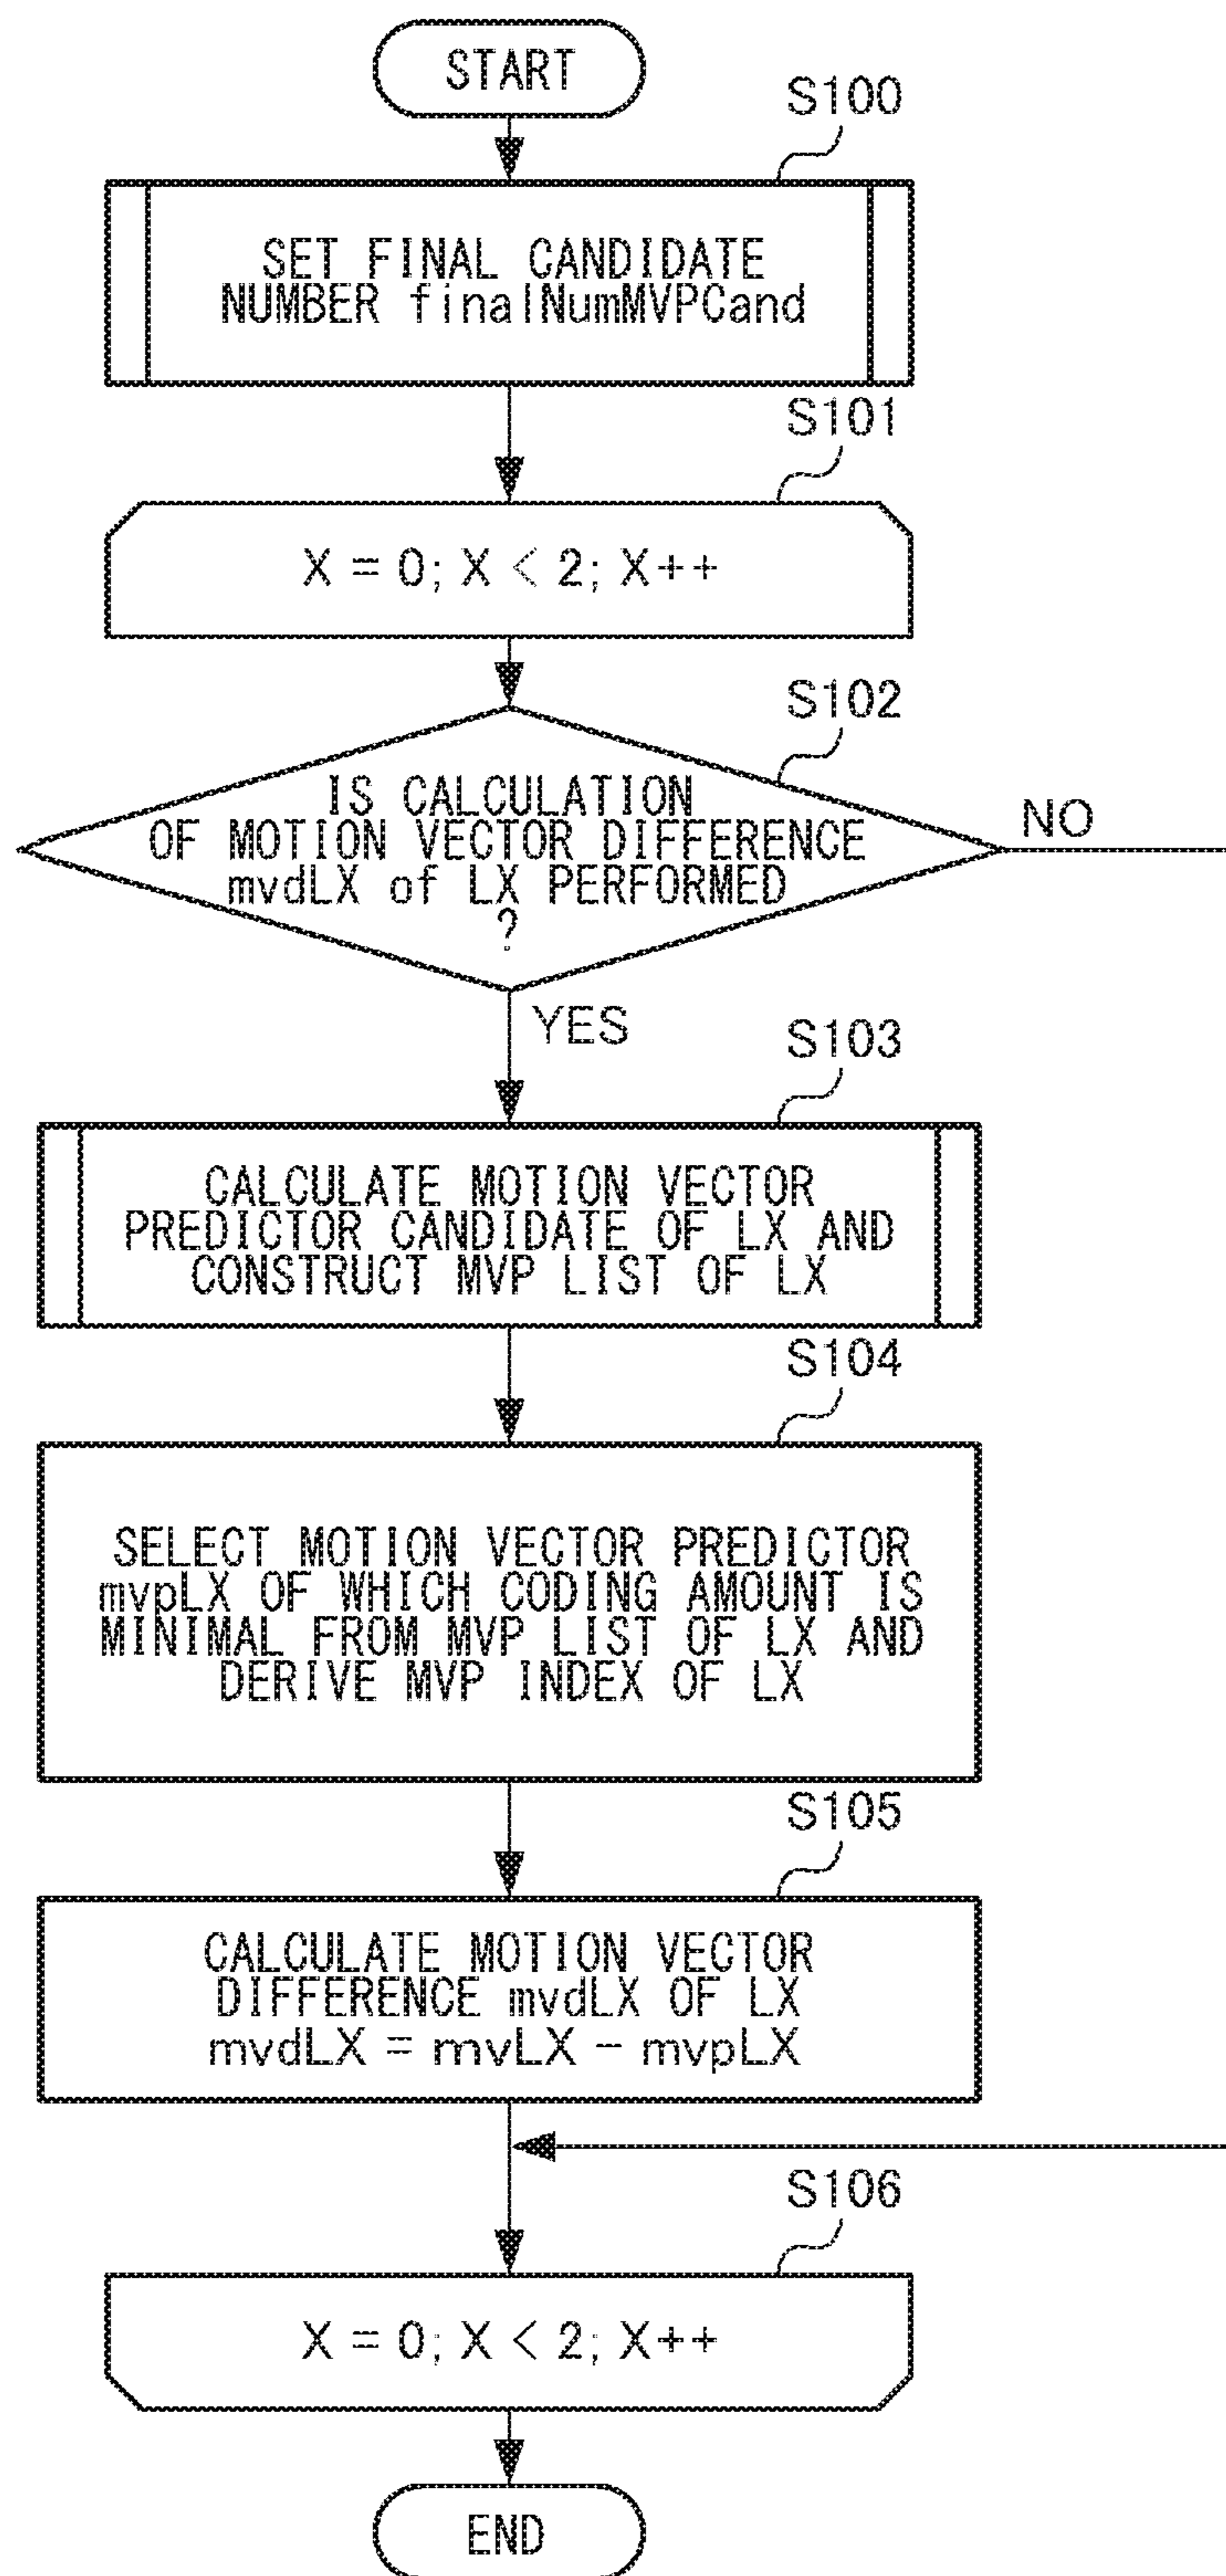 START
S100
SET FINAL CANDIDATE
NUMBER finalNumMVPCand
S101
X = 0; X < 2; X++
S102
IS CALCULATION
OF MOTION VECTOR DIFFERENCE
mvdLX of LX PERFORMED
?
NO
YES
S103
CALCULATE MOTION VECTOR
PREDICTOR CANDIDATE OF LX AND
CONSTRUCT MVP LIST OF LX
S104
SELECT MOTION VECTOR PREDICTOR
mvpLX OF WHICH CODING AMOUNT IS
MINIMAL FROM MVP LIST OF LX AND
DERIVE MVP INDEX OF LX
S105
CALCULATE MOTION VECTOR
DIFFERENCE mvdLX OF LX
mvdLX = mvLX - mvpLX
S106
X = 0; X < 2; X++
END